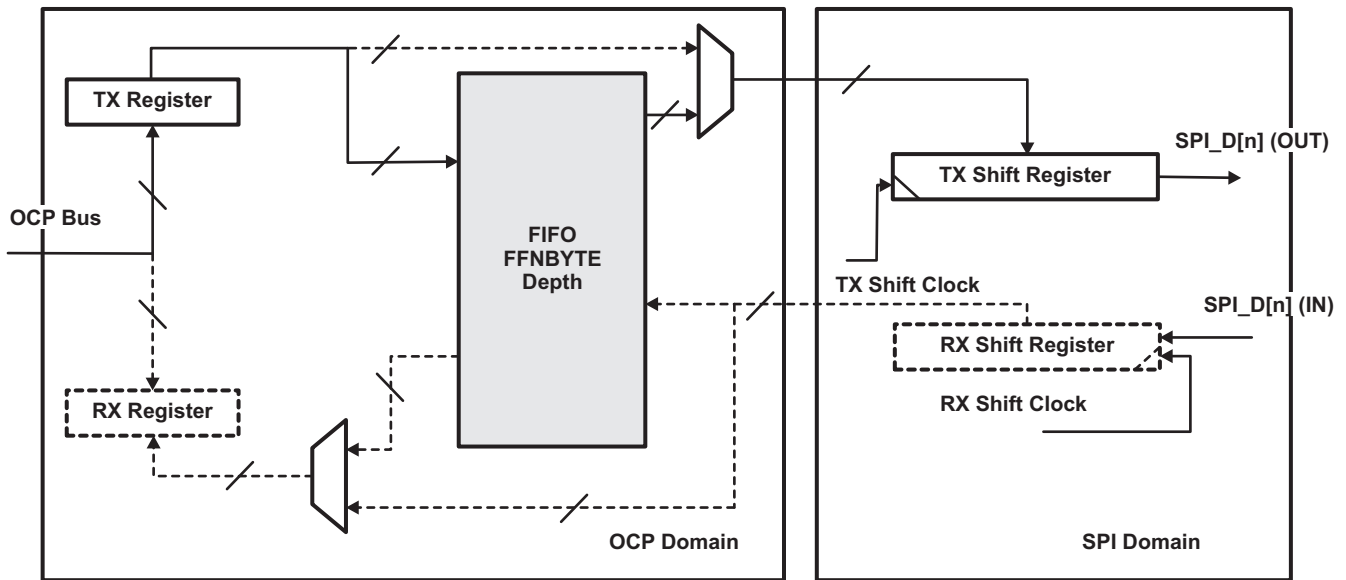 TX Register
SPI_D[n] (OUT)
TX Shift Register
OCP Bus
FIFO
FFNBYTE
Depth
TX Shift Clock
SPI_D[n] (IN)
RX Shift Register
RX Register
RX Shift Clock
OCP Domain
SPI Domain